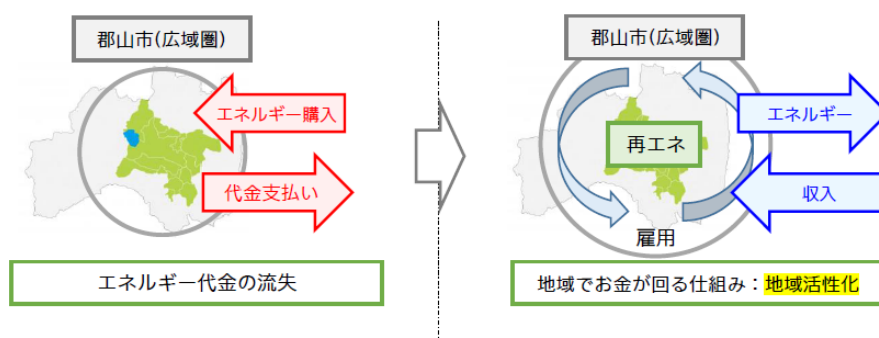 郡山市(広域圏)
エネルギー購入
代金支払い
エネルギー代金の流失
郡山市(広域圏)
エネルギー
再エネ
収入
雇用
地域でお金が回る仕組み：地域活性化